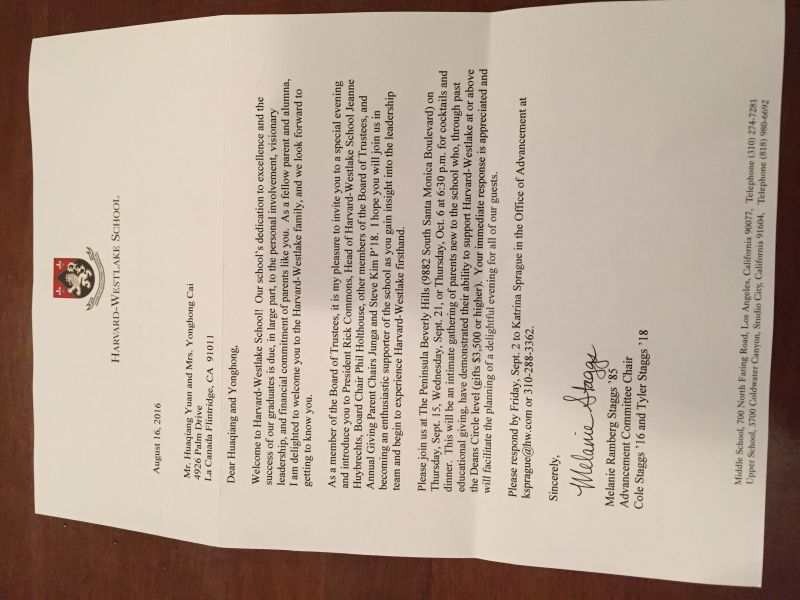 HARVARD-WESTLAKE SCHOOL
August 16, 2016
Mr. Huaqiang Yuan and Mrs. Yonghong Cai
4926 Palm Drive
La Canada Flintridge, CA 91011
Dear Huaqiang and Yonghong,
Welcome to Harvard-Westlake School! Our school's dedication to excellence and the
success of our graduates is due, in large part, to the personal involvement, visionary
leadership, and financial commitment of parents like you. As a fellow parent and alumna,
I am delighted to welcome you to the Harvard-Westlake family, and we look forward to
getting to know you.
As a member of the Board of Trustees, it is my pleasure to invite you to a special evening
and introduce you to President Rick Commons, Head of Harvard-Westlake School Jeanne
Huybrechts, Board Chair Phil Holthouse, other members of the Board of Trustees, and
Annual Giving Parent Chairs Junga and Steve Kim P'18. I hope you will join us in
becoming an enthusiastic supporter of the school as you gain insight into the leadership
team and begin to experience Harvard-Westlake firsthand.
Please join us at The Peninsula Beverly Hills (9882 South Santa Monica Boulevard) on
Thursday, Sept. 15, Wednesday, Sept. 21, or Thursday, Oct. 6 at 6:30 p.m. for cocktails and
dinner. This will be an intimate gathering of parents new to the school who, through past
educational giving, have demonstrated their ability to support Harvard-Westlake at or above
the Deans Circle level (gifts $3,500 or higher). Your immediate response is appreciated and
will facilitate the planning of a delightful evening for all of our guests.
Please respond by Friday, Sept. 2 to Katrina Sprague in the Office of Advancement at
ksprague@hw.com or 310-288-3362.
Sincerely,
Melanie Staggs
Melanie Ramberg Staggs '85
Advancement Committee Chair
Cole Staggs '16 and Tyler Staggs '18
Middle School, 700 North Faring Road, Los Angeles, California 90077, Telephone (310) 274-7281
Upper School, 3700 Coldwater Canyon, Studio City, California 91604, Telephone (818) 980-6692